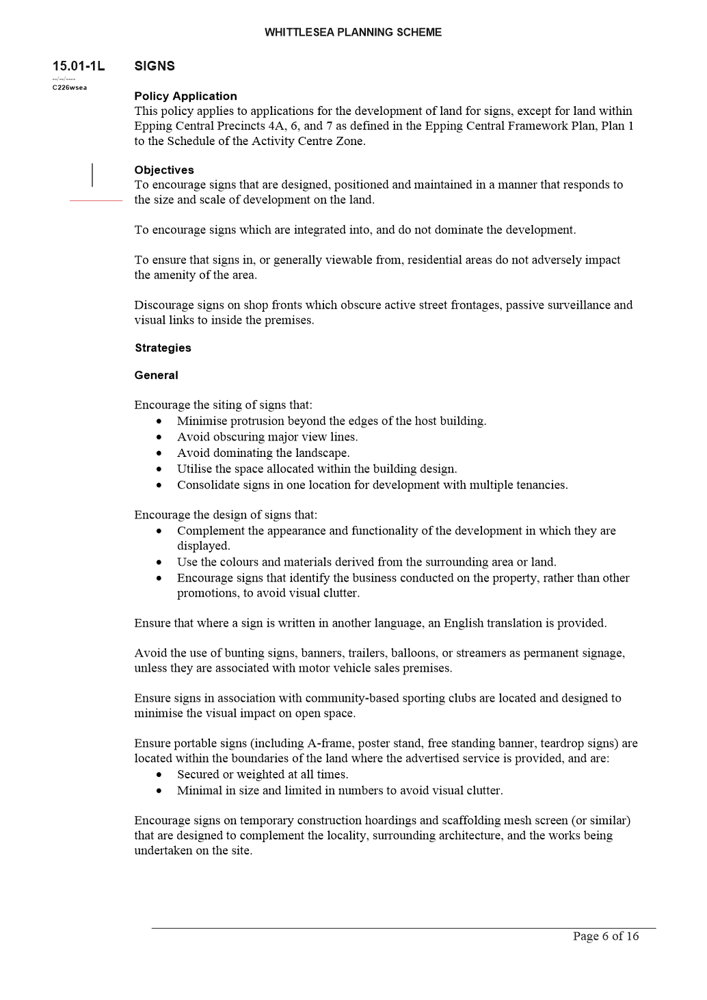 WHITTLESEA PLANNING SCHEME
15.01-1L SIGNS
--/--/----
C226wsea
Policy Application
This policy applies to applications for the development of land for signs, except for land within
Epping Central Precincts 4A, 6, and 7 as defined in the Epping Central Framework Plan, Plan 1
to the Schedule of the Activity Centre Zone.
Objectives
To encourage signs that are designed, positioned and maintained in a manner that responds to
the size and scale of development on the land.
To encourage signs which are integrated into, and do not dominate the development.
To ensure that signs in, or generally viewable from, residential areas do not adversely impact
the amenity of the area.
Discourage signs on shop fronts which obscure active street frontages, passive surveillance and
visual links to inside the premises.
Strategies
General
Encourage the siting of signs that:
• Minimise protrusion beyond the edges of the host building.
• Avoid obscuring major view lines.
• Avoid dominating the landscape.
• Utilise the space allocated within the building design.
• Consolidate signs in one location for development with multiple tenancies.
Encourage the design of signs that:
• Complement the appearance and functionality of the development in which they are
displayed.
• Use the colours and materials derived from the surrounding area or land.
• Encourage signs that identify the business conducted on the property, rather than other
promotions, to avoid visual clutter.
Ensure that where a sign is written in another language, an English translation is provided.
Avoid the use of bunting signs, banners, trailers, balloons, or streamers as permanent signage,
unless they are associated with motor vehicle sales premises.
Ensure signs in association with community-based sporting clubs are located and designed to
minimise the visual impact on open space.
Ensure portable signs (including A-frame, poster stand, free standing banner, teardrop signs) are
located within the boundaries of the land where the advertised service is provided, and are:
• Secured or weighted at all times.
• Minimal in size and limited in numbers to avoid visual clutter.
Encourage signs on temporary construction hoardings and scaffolding mesh screen (or similar)
that are designed to complement the locality, surrounding architecture, and the works being
undertaken on the site.
Page 6 of 16